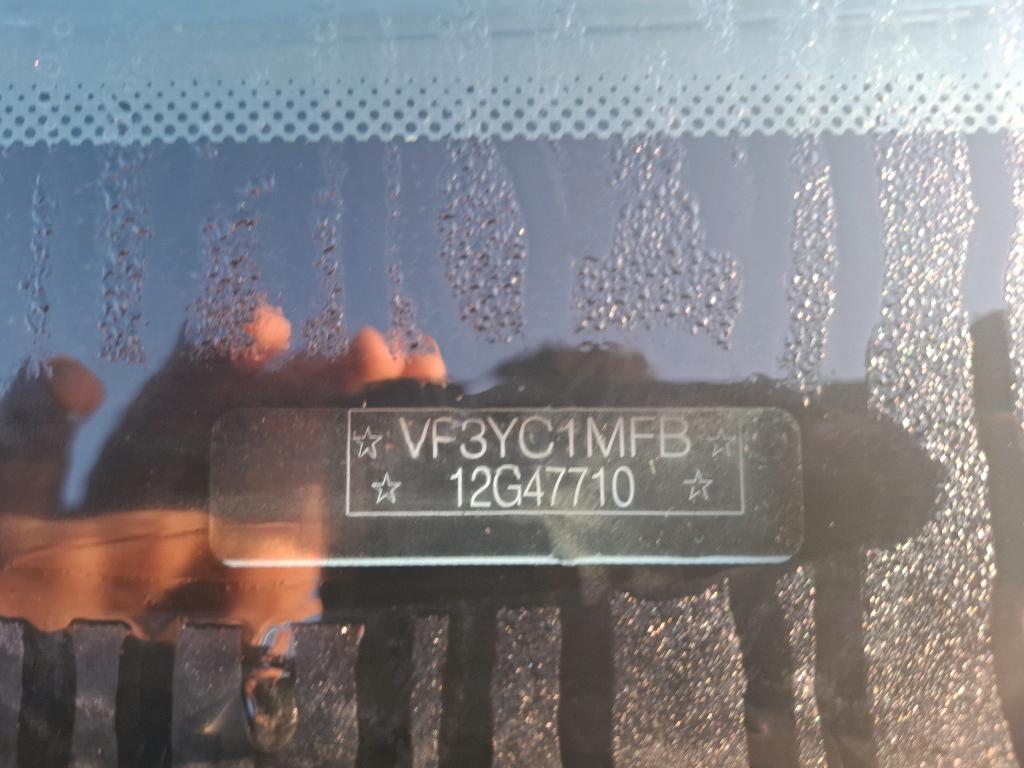 ☆ VF3YC1MFB ☆
☆ 12G47710 ☆